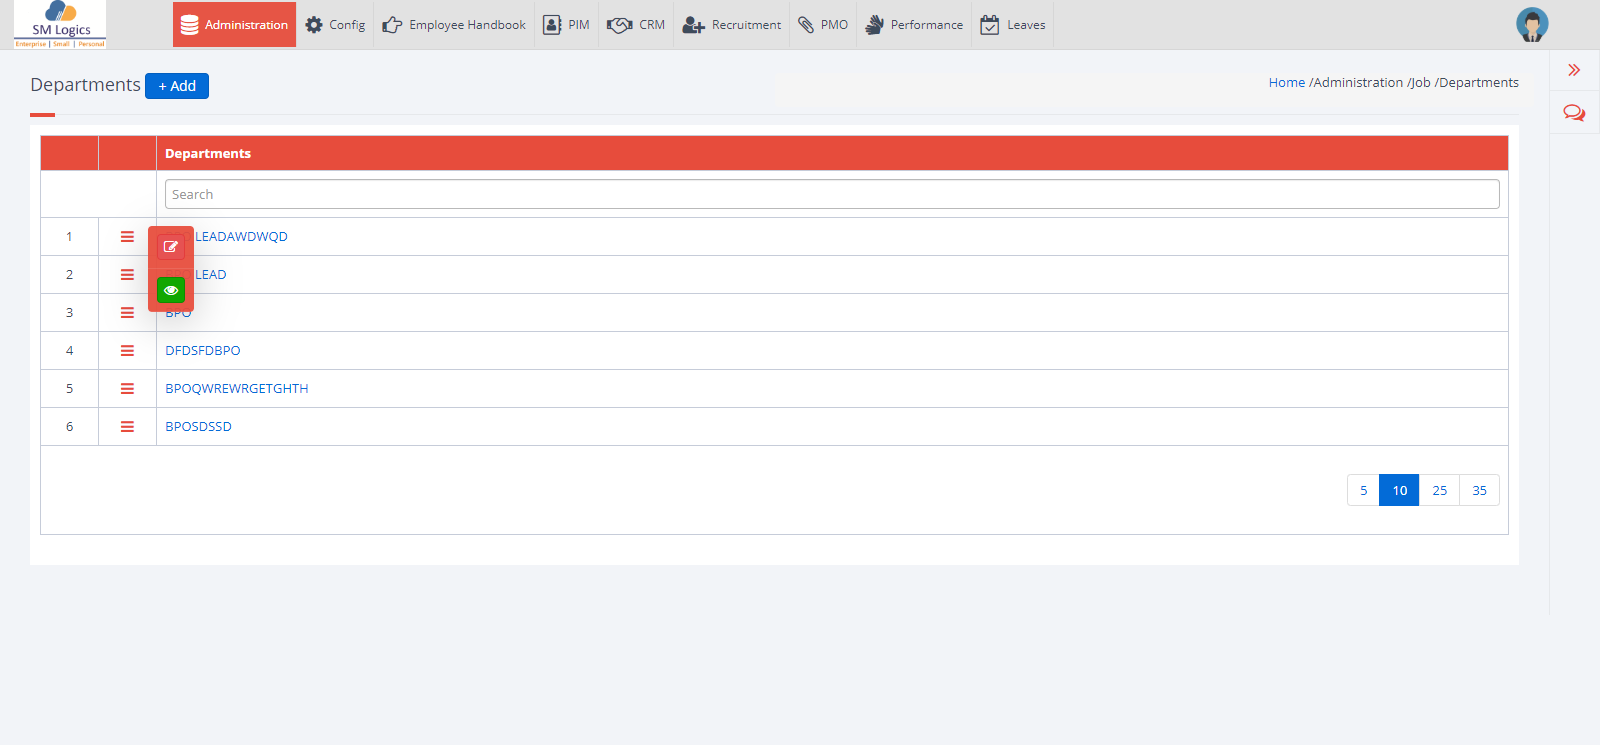 SM Logics
Enterprise | Small | Personal
Administration
Config
Employee Handbook
PIM
CRM
Recruitment
PMO
Performance
Leaves
Departments
+ Add
Home /Administration /Job /Departments
Departments
Search
1 LEADAWDWQD
2 LEAD
3 BPO
4 DFDSFDBPO
5 BPOQWREWRGETGHTH
6 BPOSDSSD
5 10 25 35